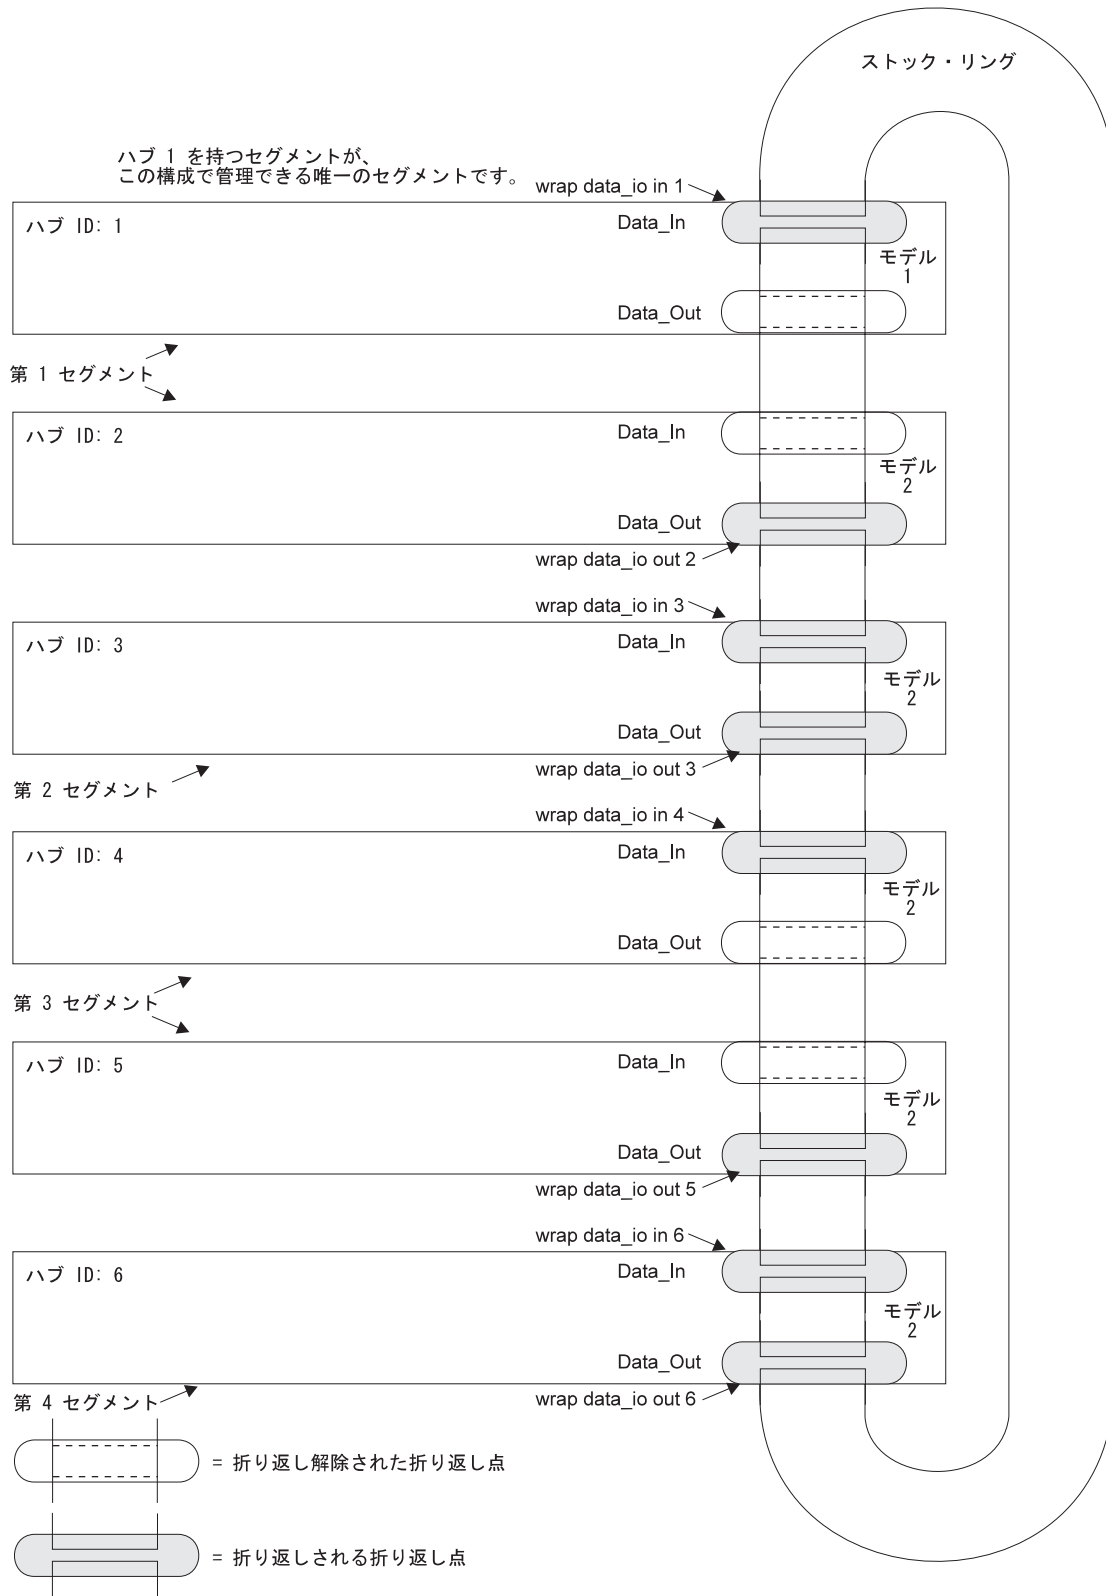 ストック・リング
ハブ 1 を持つセグメントが、
この構成で管理できる唯一のセグメントです。
wrap data_io in 1
ハブ ID: 1
Data_In
モデル
1
Data_Out
第 1 セグメント
ハブ ID: 2
Data_In
モデル
2
Data_Out
wrap data_io out 2
wrap data_io in 3
ハブ ID: 3
Data_In
モデル
2
Data_Out
wrap data_io out 3
第 2 セグメント
wrap data_io in 4
ハブ ID: 4
Data_In
モデル
2
Data_Out
第 3 セグメント
ハブ ID: 5
Data_In
モデル
2
Data_Out
wrap data_io out 5
wrap data_io in 6
ハブ ID: 6
Data_In
モデル
2
Data_Out
wrap data_io out 6
第 4 セグメント
= 折り返し解除された折り返し点
= 折り返しされる折り返し点